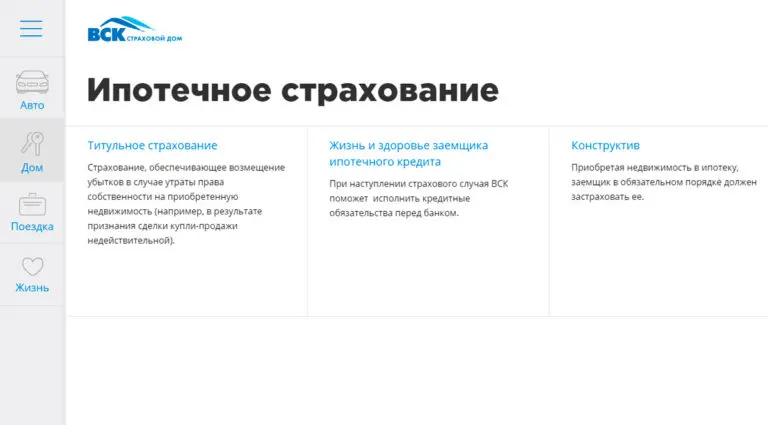 ВСК СТРАХОВОЙ ДОМ
Ипотечное страхование
Авто
Дом
Поездка
Жизнь
Титульное страхование
Страхование, обеспечивающее возмещение
убытков в случае утраты права
собственности на приобретенную
недвижимость (например, в результате
признания сделки купли-продажи
недействительной).
Жизнь и здоровье заемщика
ипотечного кредита
При наступлении страхового случая ВСК
поможет исполнить кредитные
обязательства перед банком.
Конструктив
Приобретая недвижимость в ипотеку,
заемщик в обязательном порядке должен
застраховать ее.